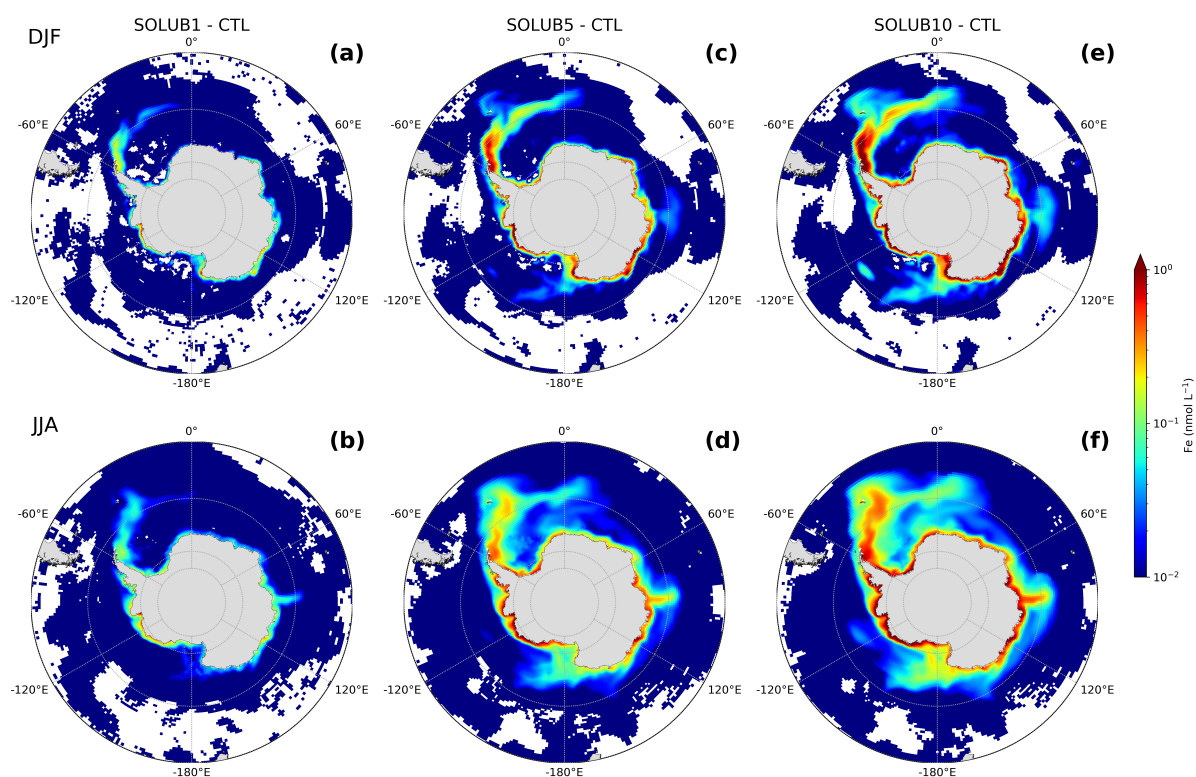 SOLUB1 - CTL
SOLUB5 - CTL
SOLUB10 - CTL
DJF
0°
(a)
0°
(c)
0°
(e)
-60°E
60°E
-60°E
60°E
-60°E
60°E
-120°E
120°E
-120°E
120°E
-120°E
120°E
-180°E
-180°E
-180°E
JJA
0°
(b)
0°
(d)
0°
(f)
-60°E
60°E
-60°E
60°E
-60°E
60°E
-120°E
120°E
-120°E
120°E
-120°E
120°E
-180°E
-180°E
-180°E
10⁰
10⁻¹
10⁻²
Fe (nmol L⁻¹)